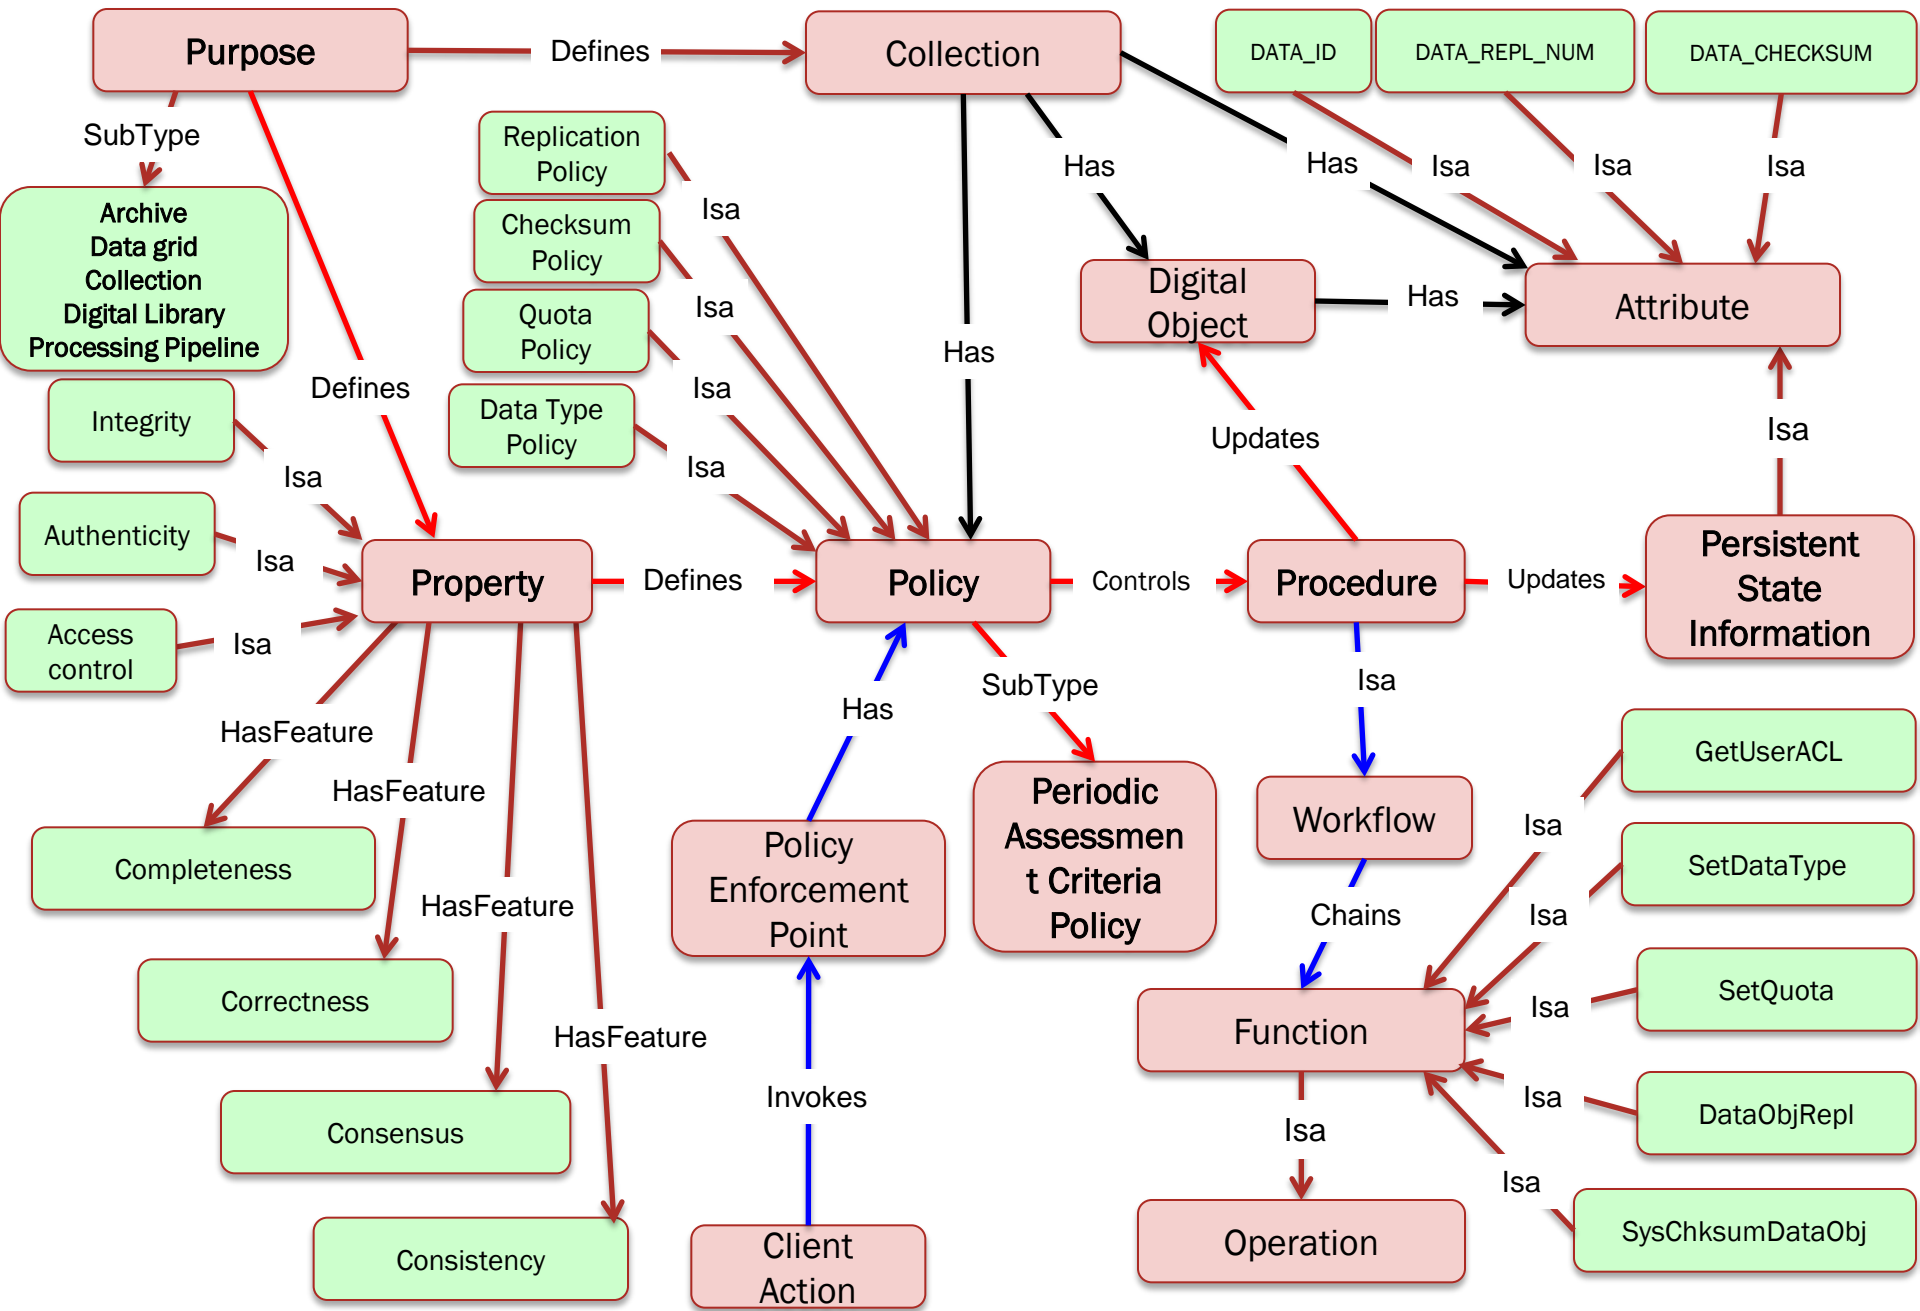 Purpose
Defines
Collection
DATA_ID
DATA_REPL_NUM
DATA_CHECKSUM
SubType
Replication
Policy
Has
Has
Isa
Isa
Isa
Archive
Data grid
Collection
Digital Library
Processing Pipeline
Isa
Checksum
Policy
Digital
Object
Has
Attribute
Quota
Policy
Isa
Has
Defines
Isa
Integrity
Data Type
Policy
Updates
Isa
Isa
Isa
Authenticity
Isa
Property
Defines
Policy
Controls
Procedure
Updates
Persistent
State
Information
Access
control
Isa
SubType
Isa
Has
HasFeature
GetUserACL
HasFeature
Periodic
Assessmen
t Criteria
Policy
Workflow
Isa
Policy
Enforcement
Point
Completeness
SetDataType
HasFeature
Chains
Isa
Correctness
SetQuota
Isa
Function
HasFeature
Invokes
Isa
DataObjRepl
Consensus
Isa
Isa
Consistency
Client
Action
Operation
SysChksumDataObj